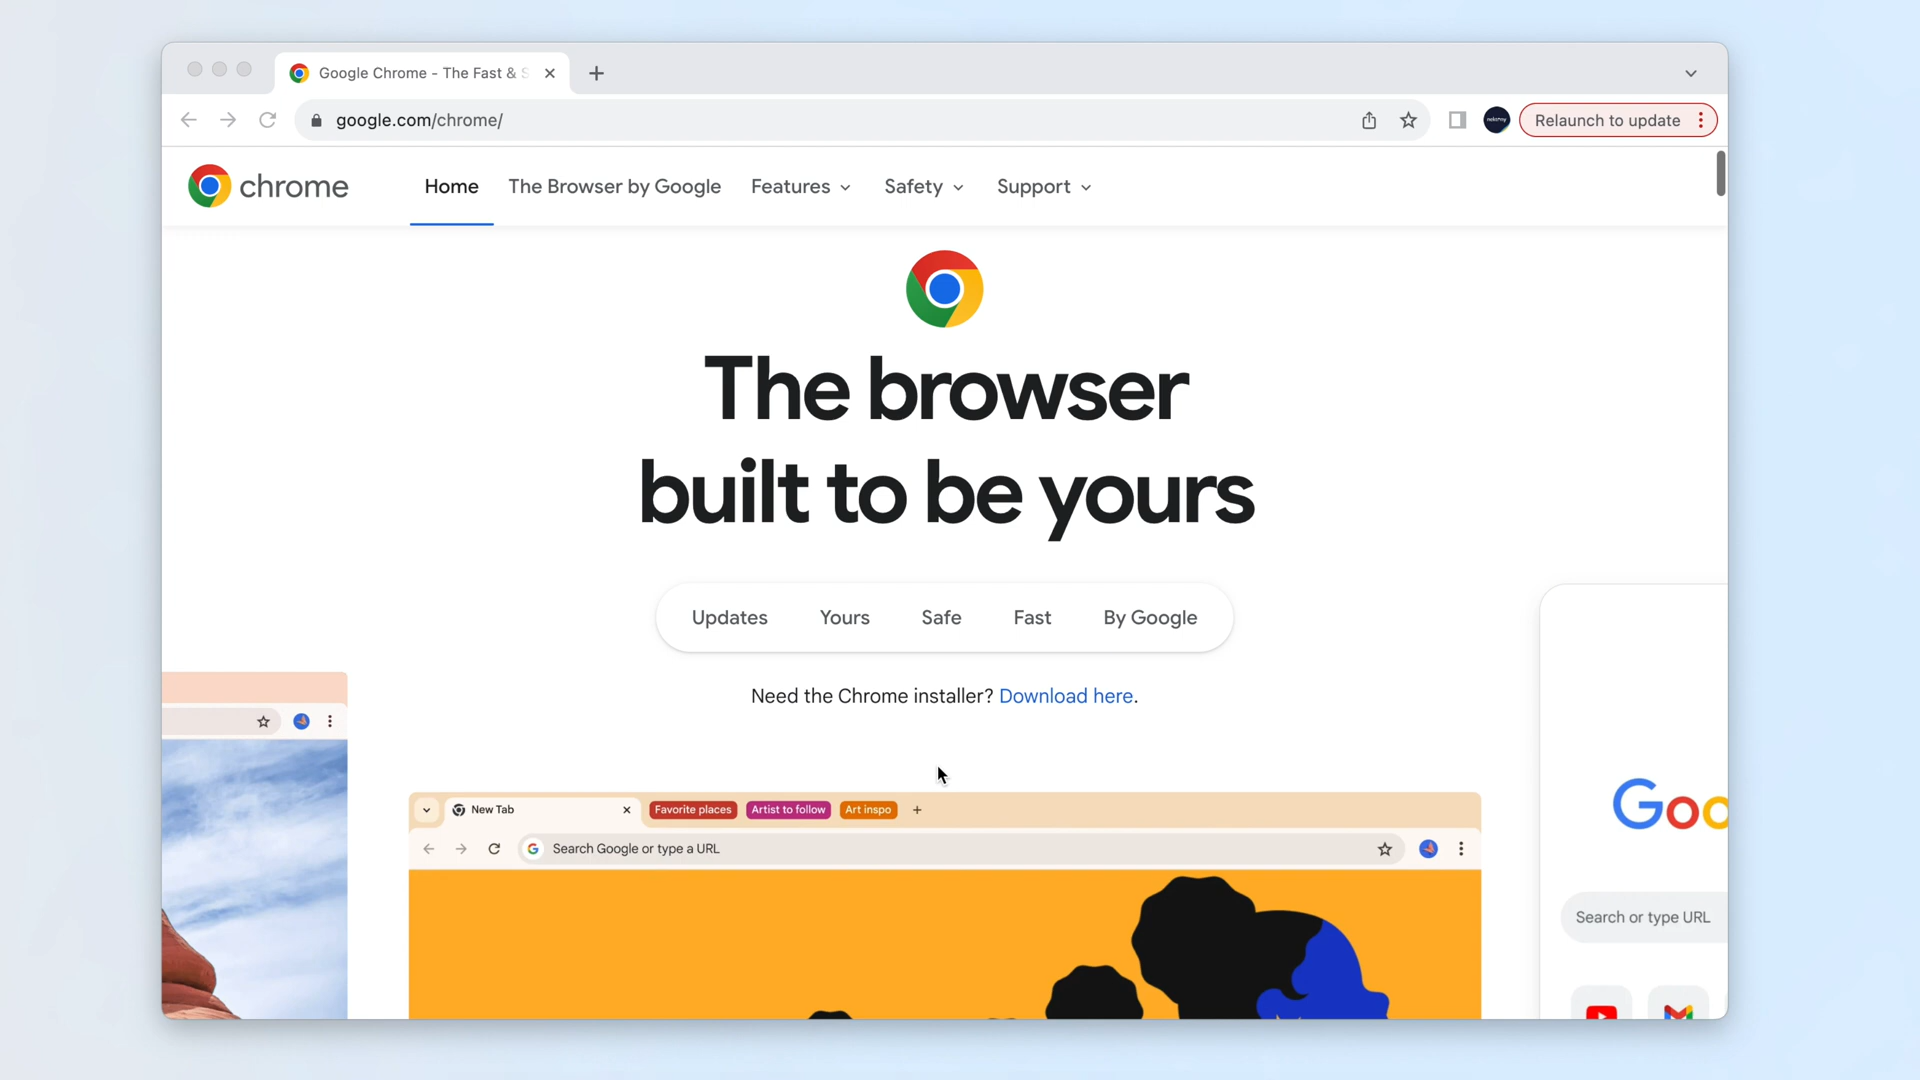 Google Chrome - The Fast & S
google.com/chrome/
Relaunch to update
chrome
Home The Browser by Google Features Safety Support
The browser
built to be yours
Updates Yours Safe Fast By Google
Need the Chrome installer? Download here.
New Tab Favorite places Artist to follow Art inspo
Search Google or type a URL
Goo
Search or type URL